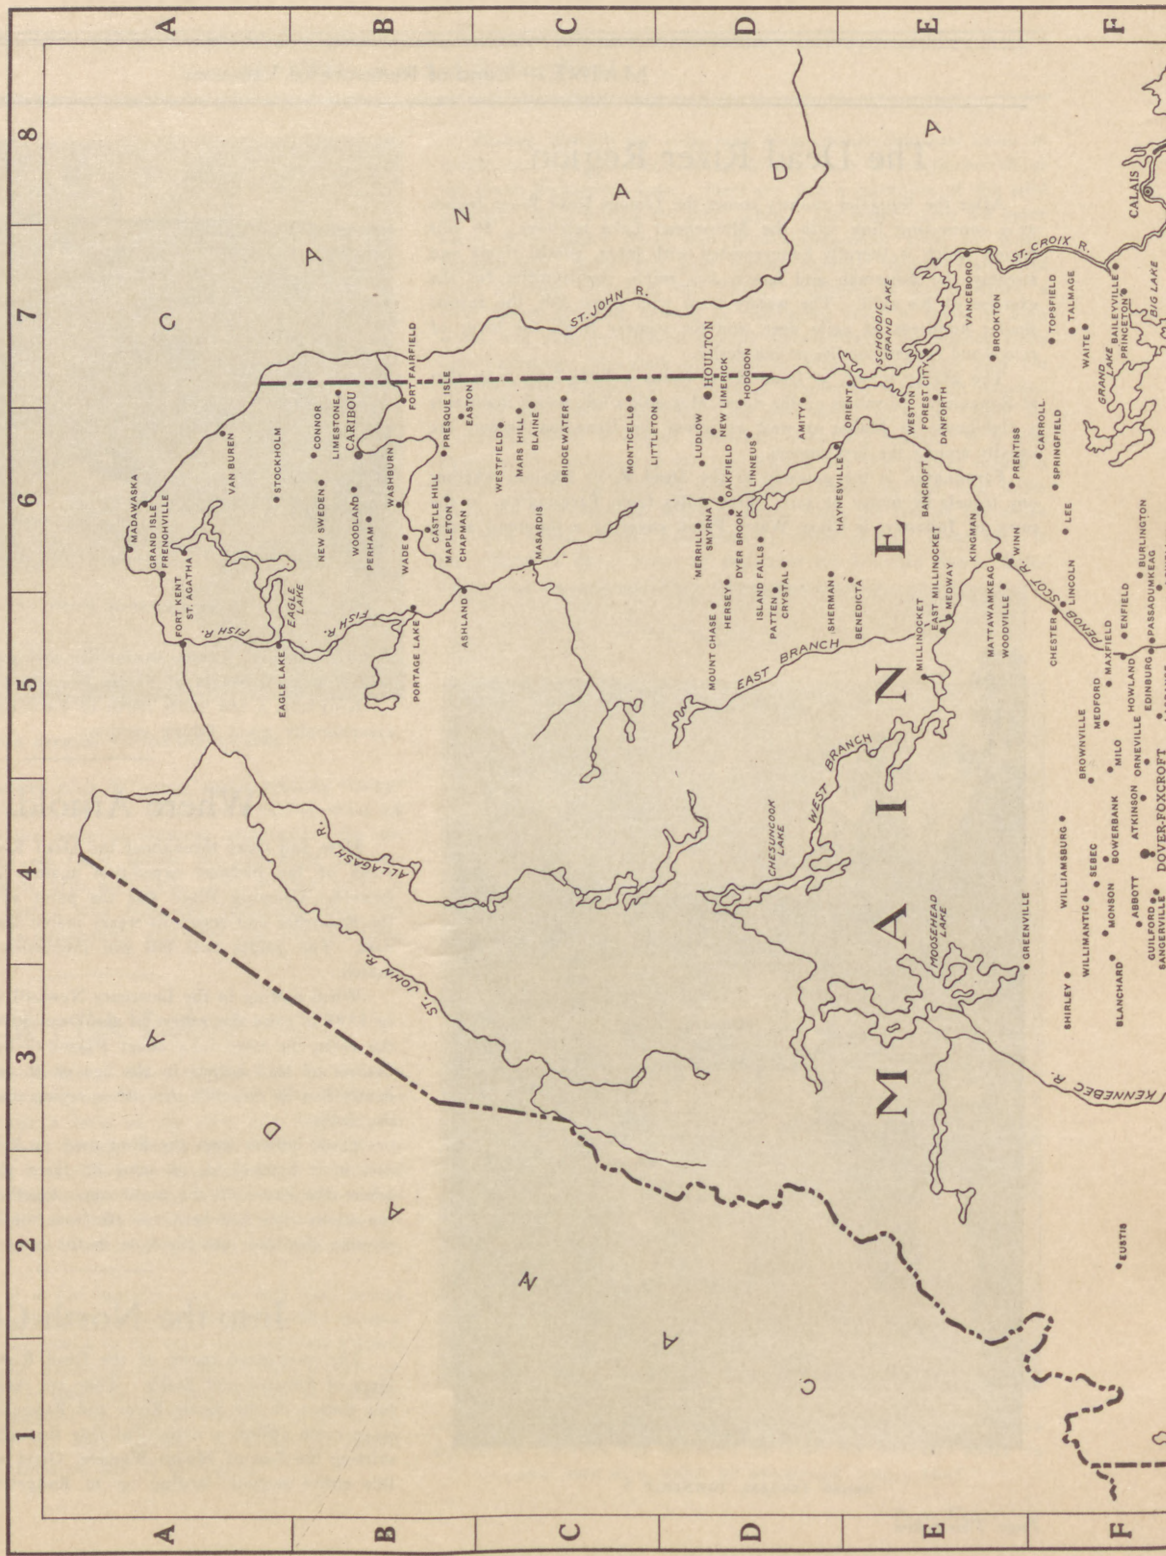 A B C D E F
8
7
6
5
4
3
2
1
A B C D E F
C
A
N
A
D
A
C
A
N
A
D
A
MAINE
MADAWASKA
GRAND ISLE
FRENCHVILLE
FORT KENT
ST. AGATHA
VAN BUREN
STOCKHOLM
FISH R.
EAGLE
LAKE
EAGLE LAKE
FISH R.
CONNOR
LIMESTONE
CARIBOU
NEW SWEDEN
WOODLAND
PERHAM
WASHBURN
WADE
FORT FAIRFIELD
PRESQUE ISLE
EASTON
CASTLE HILL
MAPLETON
CHAPMAN
PORTAGE LAKE
ASHLAND
ALLAGASH R.
ST. JOHN R.
ST. JOHN R.
WESTFIELD
MARS HILL
BLAINE
BRIDGEWATER
MONTICELLO
LITTLETON
MASARDIS
HOULTON
LUDLOW
NEW LIMERICK
HODGDON
OAKFIELD
LINNEUS
AMITY
MERRILL
SMYRNA
DYER BROOK
HERSEY
ISLAND FALLS
PATTEN
CRYSTAL
MOUNT CHASE
SHERMAN
BENEDICTA
EAST BRANCH
WEST BRANCH
CHESUNCOOK
LAKE
SCHOODIC
GRAND LAKE
ORIENT
WESTON
FOREST CITY
DANFORTH
HAYNESVILLE
BANCROFT
VANCEBORO
BROOKTON
ST. CROIX R.
KINGMAN
MILLINOCKET
EAST MILLINOCKET
MEDWAY
MATTAWAMKEAG
WOODVILLE
WINN
PRENTISS
MOOSEHEAD
LAKE
GREENVILLE
KENNEBEC R.
CALAIS
TOPSFIELD
TALMAGE
WAITE
BAILEYVILLE
PRINCETON
BIG LAKE
GRAND
LAKE
CARROLL
SPRINGFIELD
LEE
LINCOLN
CHESTER
PENOBSCOT R.
BURLINGTON
ENFIELD
PASSADUMKEAG
MAXFIELD
HOWLAND
EDINBURG
MEDFORD
BROWNVILLE
MILO
ORNEVILLE
ATKINSON
BOWERBANK
SEBEC
DOVER-FOXCROFT
WILLIAMSBURG
WILLIMANTIC
MONSON
ABBOTT
GUILFORD
SANGERVILLE
SHIRLEY
BLANCHARD
EUSTIS